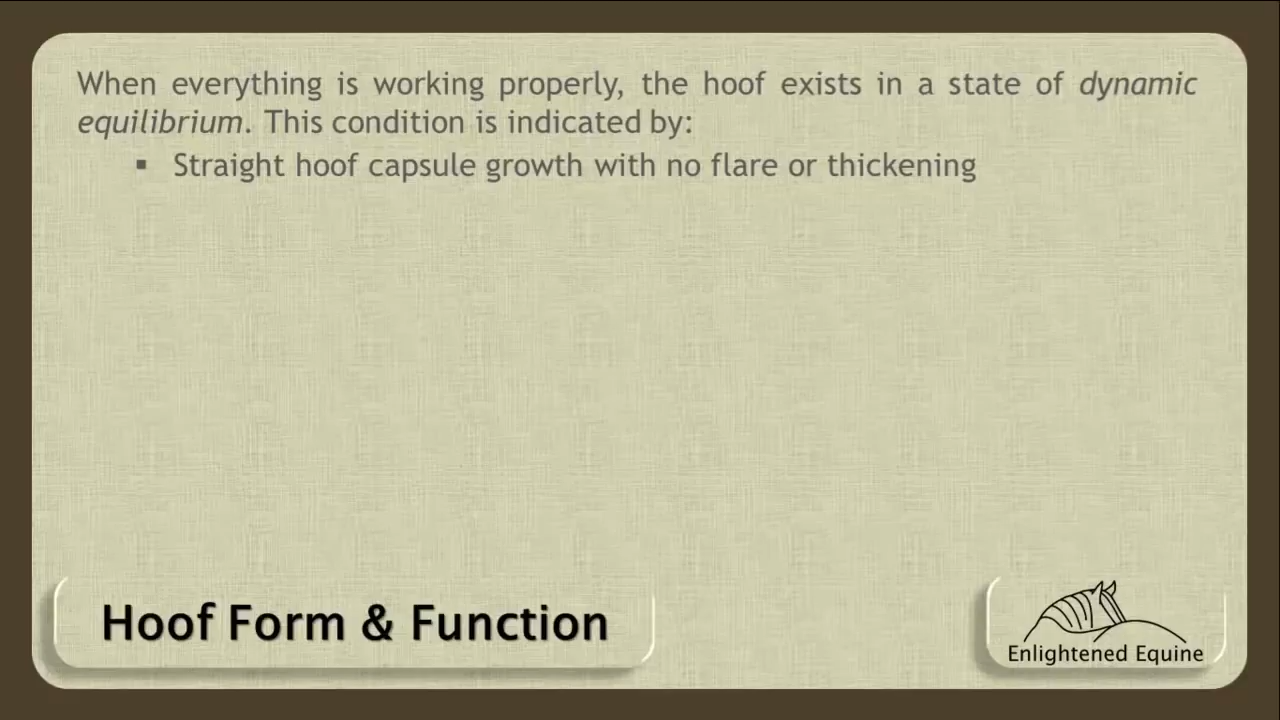 When everything is working properly, the hoof exists in a state of dynamic
equilibrium. This condition is indicated by:
▪ Straight hoof capsule growth with no flare or thickening
Hoof Form & Function
Enlightened Equine